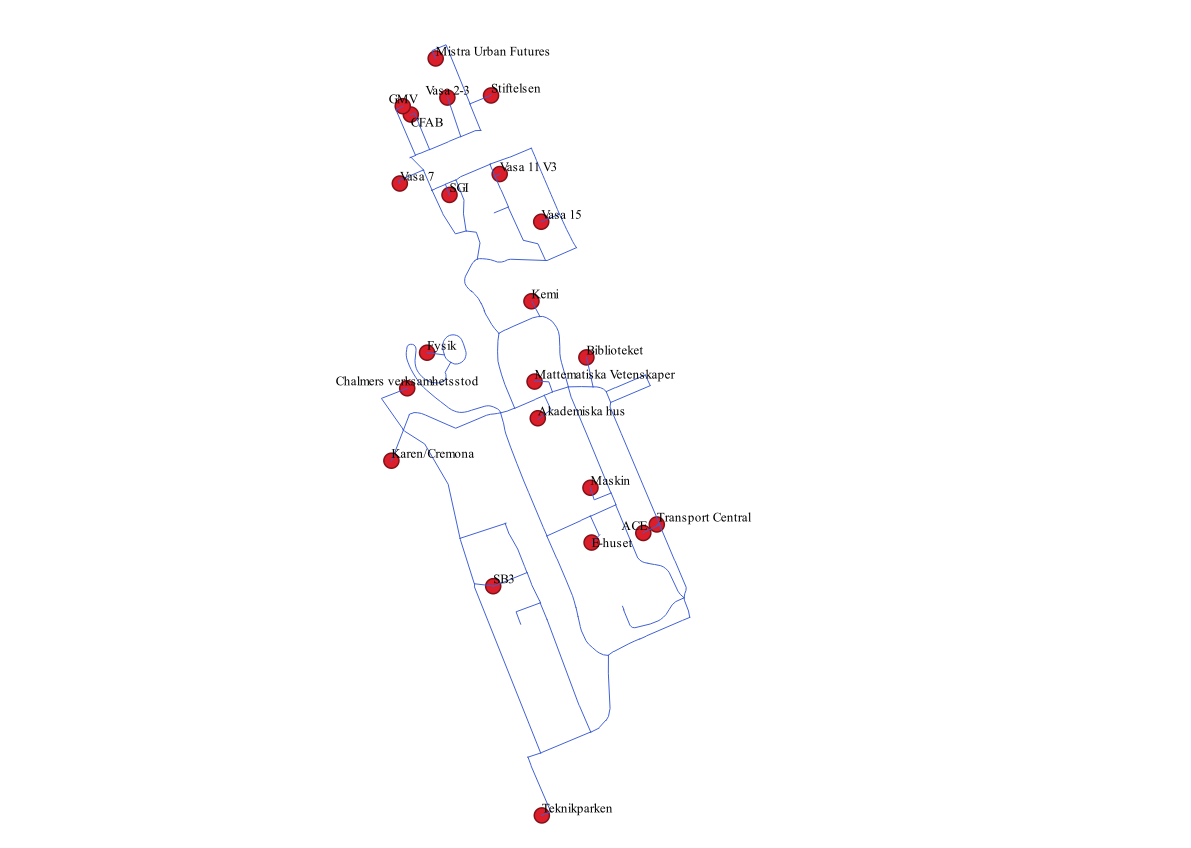 Mistra Urban Futures
Vasa 2-3
Stiftelsen
GMV
CFAB
Vasa 11 V3
Vasa 7
SGI
Vasa 15
Kemi
Fysik
Biblioteket
Mattematiska Vetenskaper
Chalmers verksamhetsstod
Akademiska hus
Karen/Cremona
Maskin
Transport Central
ACE
E-huset
SB3
Teknikparken